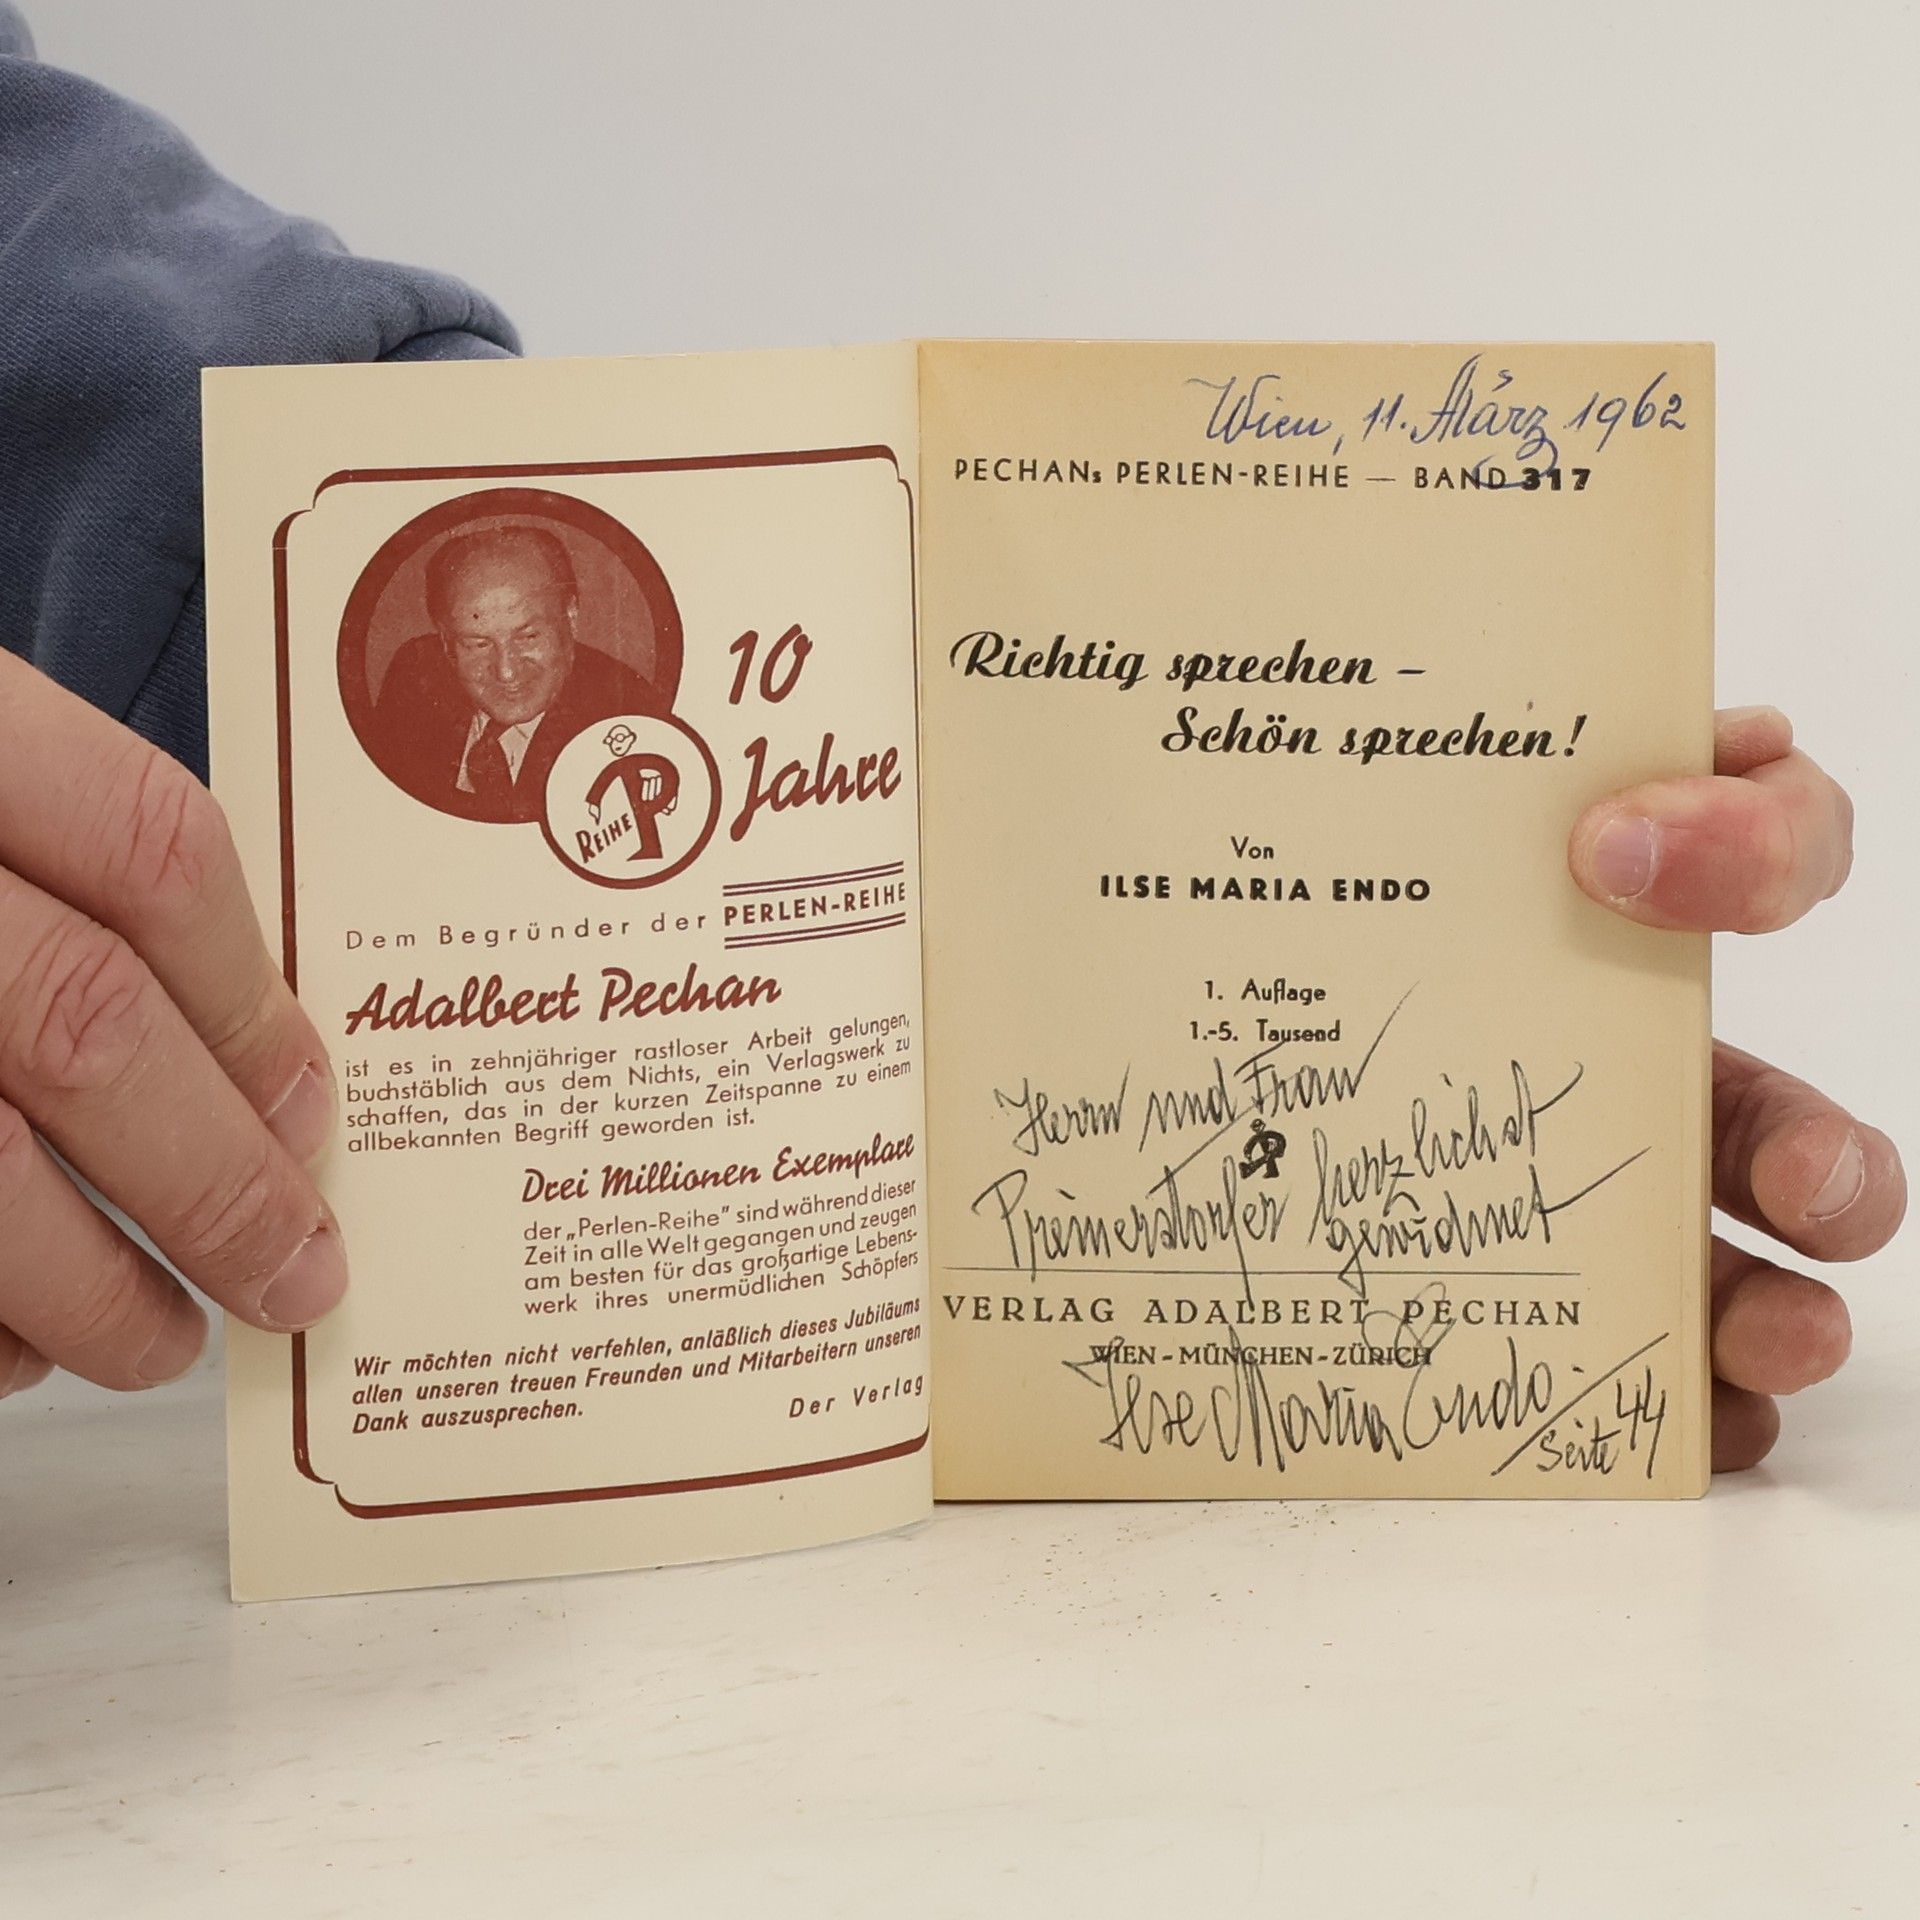 10
Jahre
REIHE
Dem Begründer der PERLEN-REIHE
Adalbert Pechan
ist es in zehnjähriger rastloser Arbeit gelungen,
buchstäblich aus dem Nichts, ein Verlagswerk zu
schaffen, das in der kurzen Zeitspanne zu einem
allbekannten Begriff geworden ist.
Drei Millionen Exemplare
der „Perlen-Reihe" sind während dieser
Zeit in alle Welt gegangen und zeugen
am besten für das großartige Lebens-
werk ihres unermüdlichen Schöpfers
Wir möchten nicht verfehlen, anläßlich dieses Jubiläums
allen unseren treuen Freunden und Mitarbeitern unseren
Dank auszusprechen.
Der Verlag
Wien, 11. März 1962
PECHANs PERLEN-REIHE — BAND 317
Richtig sprechen –
Schön sprechen!
Von
ILSE MARIA ENDO
1. Auflage
1.-5. Tausend
Herrn und Frau
Premerstorfer herzlichst
gewidmet
VERLAG ADALBERT PECHAN
WIEN - MÜNCHEN - ZÜRICH
Ilse Maria Endo.
Seite 44